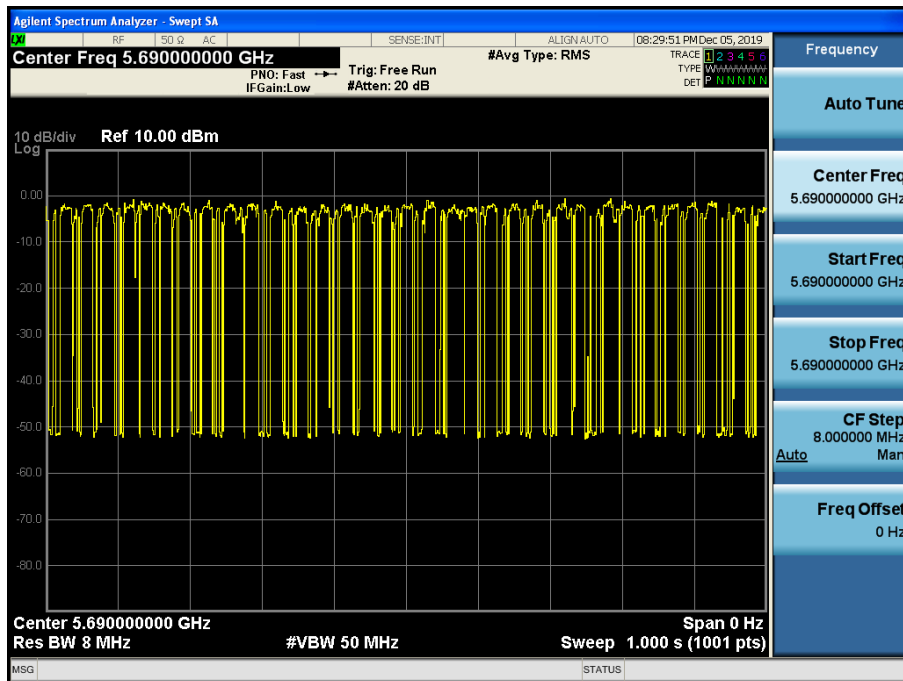 Agilent Spectrum Analyzer - Swept SA
LXI RF 50 Ω AC SENSE:INT ALIGN AUTO 08:29:51 PM Dec 05, 2019
Center Freq 5.690000000 GHz
PNO: Fast
IFGain:Low
Trig: Free Run
#Atten: 20 dB
#Avg Type: RMS
TRACE 1 2 3 4 5 6
TYPE WWWWWW
DET P N N N N N
10 dB/div
Log
Ref 10.00 dBm
0.00
-10.0
-20.0
-30.0
-40.0
-50.0
-60.0
-70.0
-80.0
Center 5.690000000 GHz
Res BW 8 MHz
#VBW 50 MHz
Span 0 Hz
Sweep 1.000 s (1001 pts)
MSG
STATUS
Frequency
Auto Tune
Center Freq
5.690000000 GHz
Start Freq
5.690000000 GHz
Stop Freq
5.690000000 GHz
CF Step
8.000000 MHz
Auto Man
Freq Offset
0 Hz